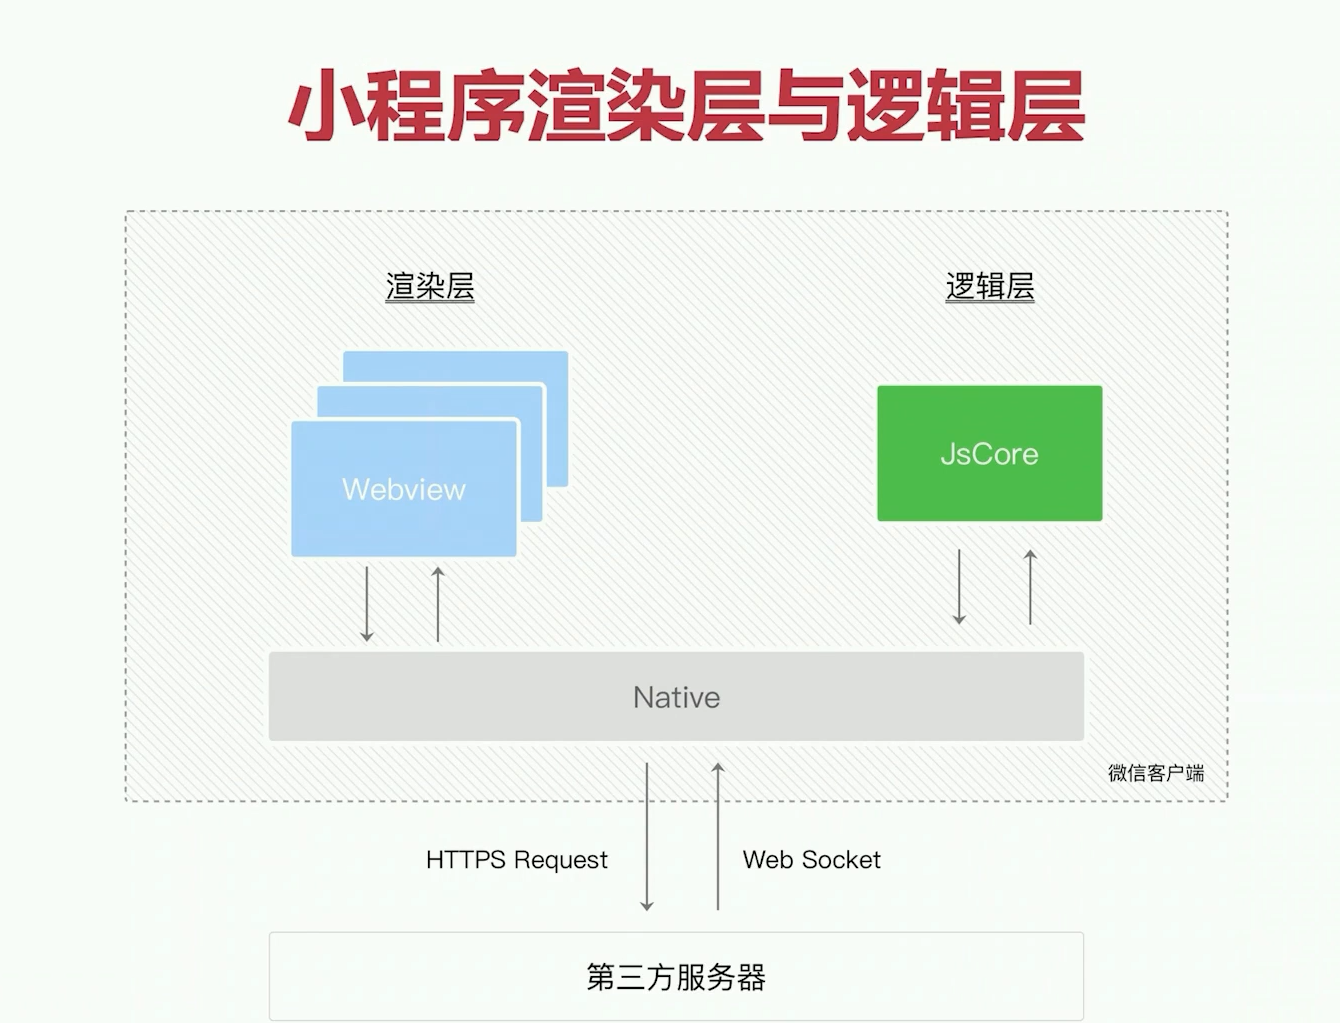 小程序渲染层与逻辑层
渲染层
逻辑层
Webview
JsCore
Native
微信客户端
HTTPS Request
Web Socket
第三方服务器